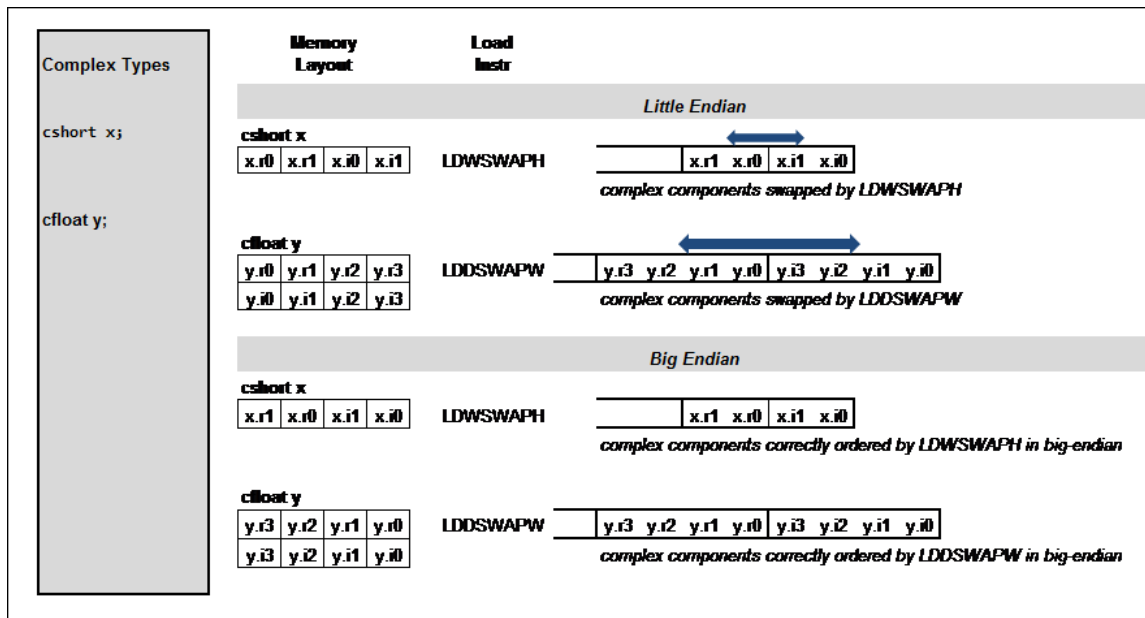 Complex Types
cshort x;
cfloat y;
Memory Layout
Load Instr
Little Endian
cshort x
x.r0 x.r1 x.i0 x.i1
LDWSWAPH
x.r1 x.r0 x.i1 x.i0
complex components swapped by LDWSWAPH
cfloat y
y.r0 y.r1 y.r2 y.r3
y.i0 y.i1 y.i2 y.i3
LDDSWAPW
y.r3 y.r2 y.r1 y.r0 y.i3 y.i2 y.i1 y.i0
complex components swapped by LDDSWAPW
Big Endian
cshort x
x.r1 x.r0 x.i1 x.i0
LDWSWAPH
x.r1 x.r0 x.i1 x.i0
complex components correctly ordered by LDWSWAPH in big-endian
cfloat y
y.r3 y.r2 y.r1 y.r0
y.i3 y.i2 y.i1 y.i0
LDDSWAPW
y.r3 y.r2 y.r1 y.r0 y.i3 y.i2 y.i1 y.i0
complex components correctly ordered by LDDSWAPW in big-endian